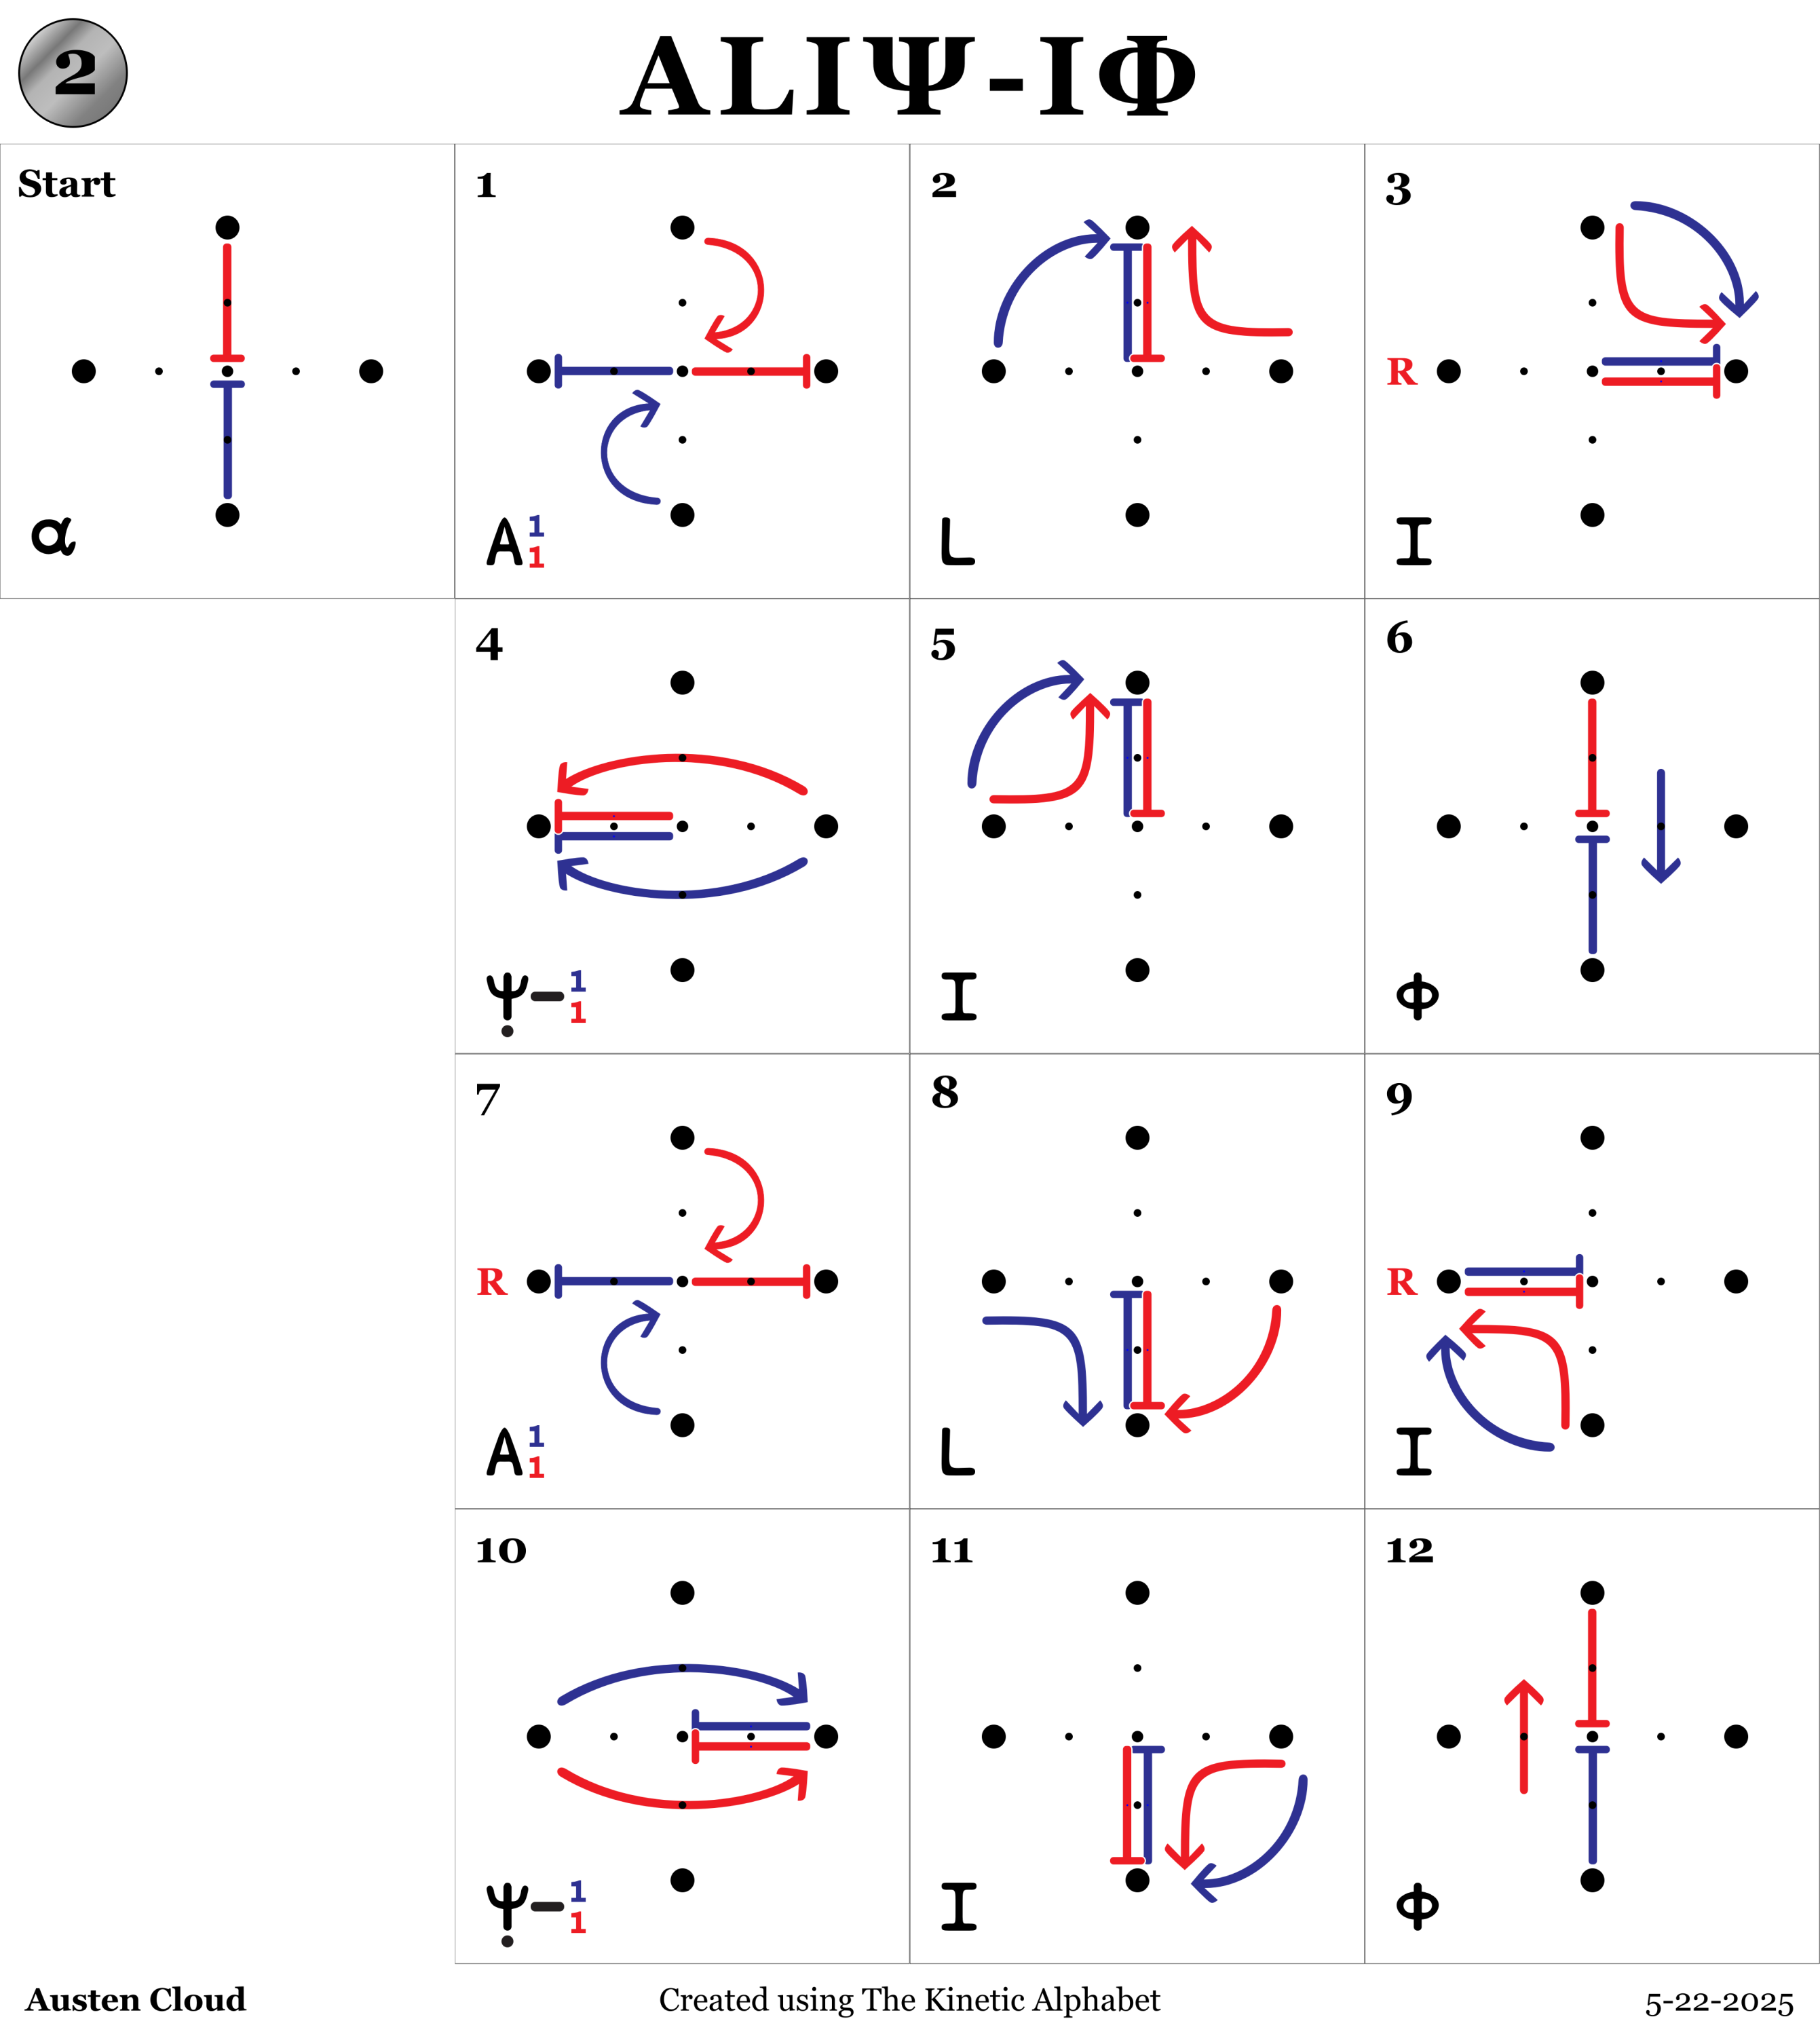 2
ALIΨ-IΦ
Start
α
1
A 1
1
2
L
3
R
I
4
Ψ- 1
1
5
I
6
Φ
7
R
A 1
1
8
L
9
R
I
10
Ψ- 1
1
11
I
12
Φ
Austen Cloud
Created using The Kinetic Alphabet
5-22-2025